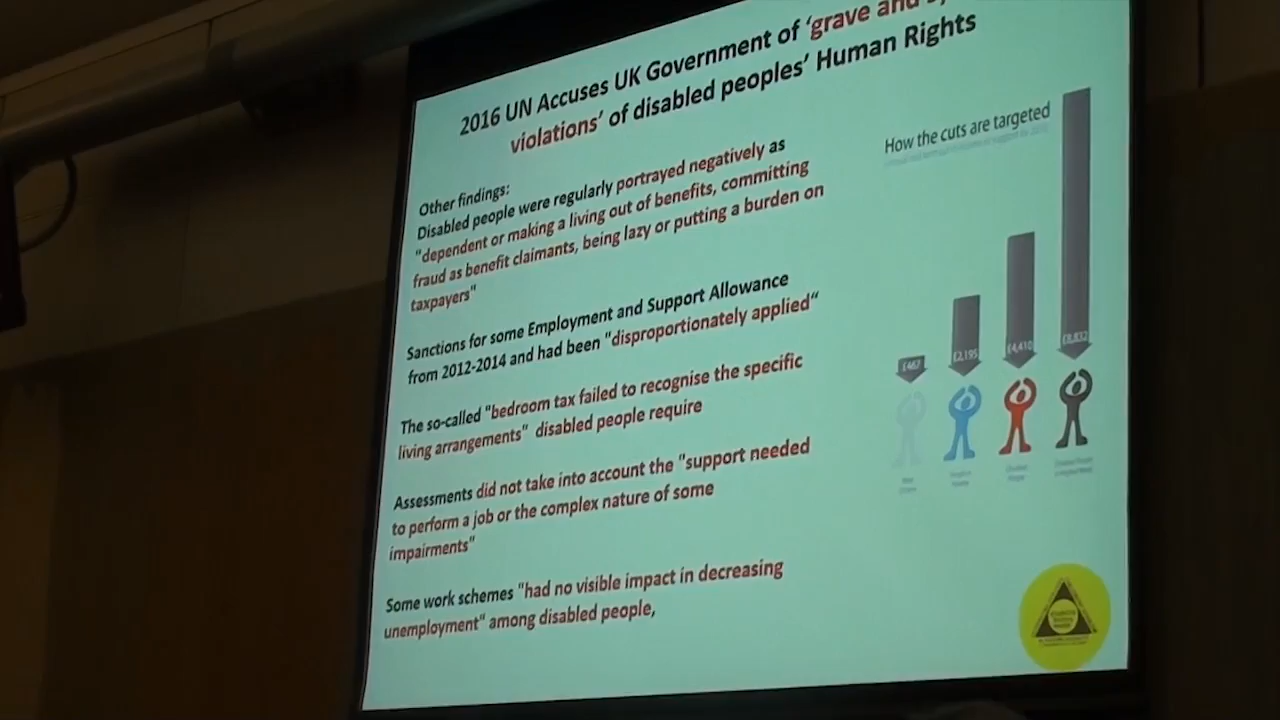 2016 UN Accuses UK Government of ‘grave and
violations’ of disabled peoples’ Human Rights
Other findings:
Disabled people were regularly portrayed negatively as
"dependent or making a living out of benefits, committing
fraud as benefit claimants, being lazy or putting a burden on
taxpayers"
Sanctions for some Employment and Support Allowance
from 2012-2014 and had been "disproportionately applied“
The so-called "bedroom tax failed to recognise the specific
living arrangements" disabled people require
Assessments did not take into account the "support needed
to perform a job or the complex nature of some
impairments"
Some work schemes "had no visible impact in decreasing
unemployment" among disabled people,
How the cuts are targeted
£467
£2,195
£4,410
£8,832